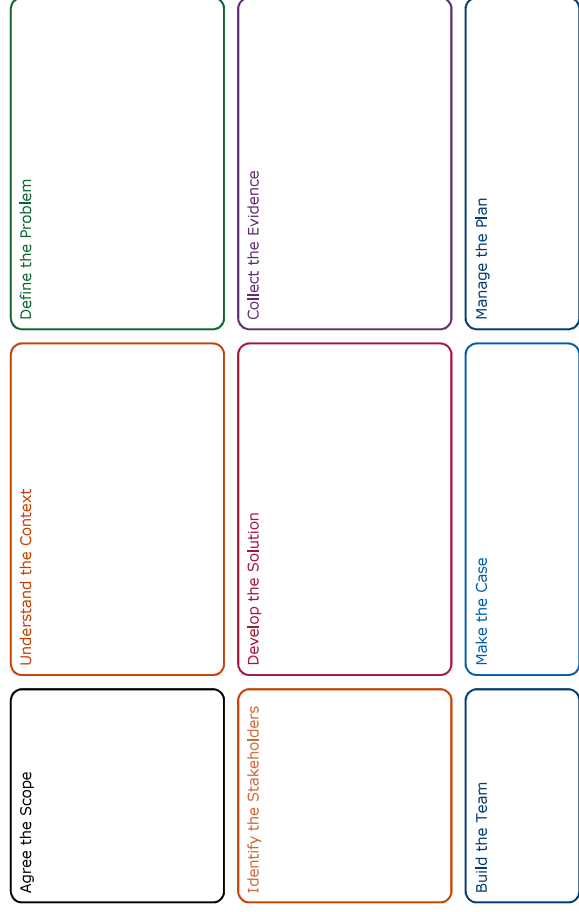 Agree the Scope
Understand the Context
Define the Problem
Identify the Stakeholders
Develop the Solution
Collect the Evidence
Build the Team
Make the Case
Manage the Plan